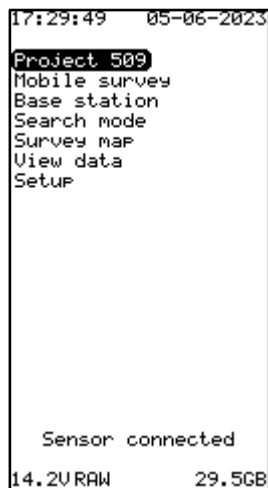 17:29:49 05-06-2023
Project 509
Mobile survey
Base station
Search mode
Survey map
View data
Setup
Sensor connected
14.2V RAW 29.5GB